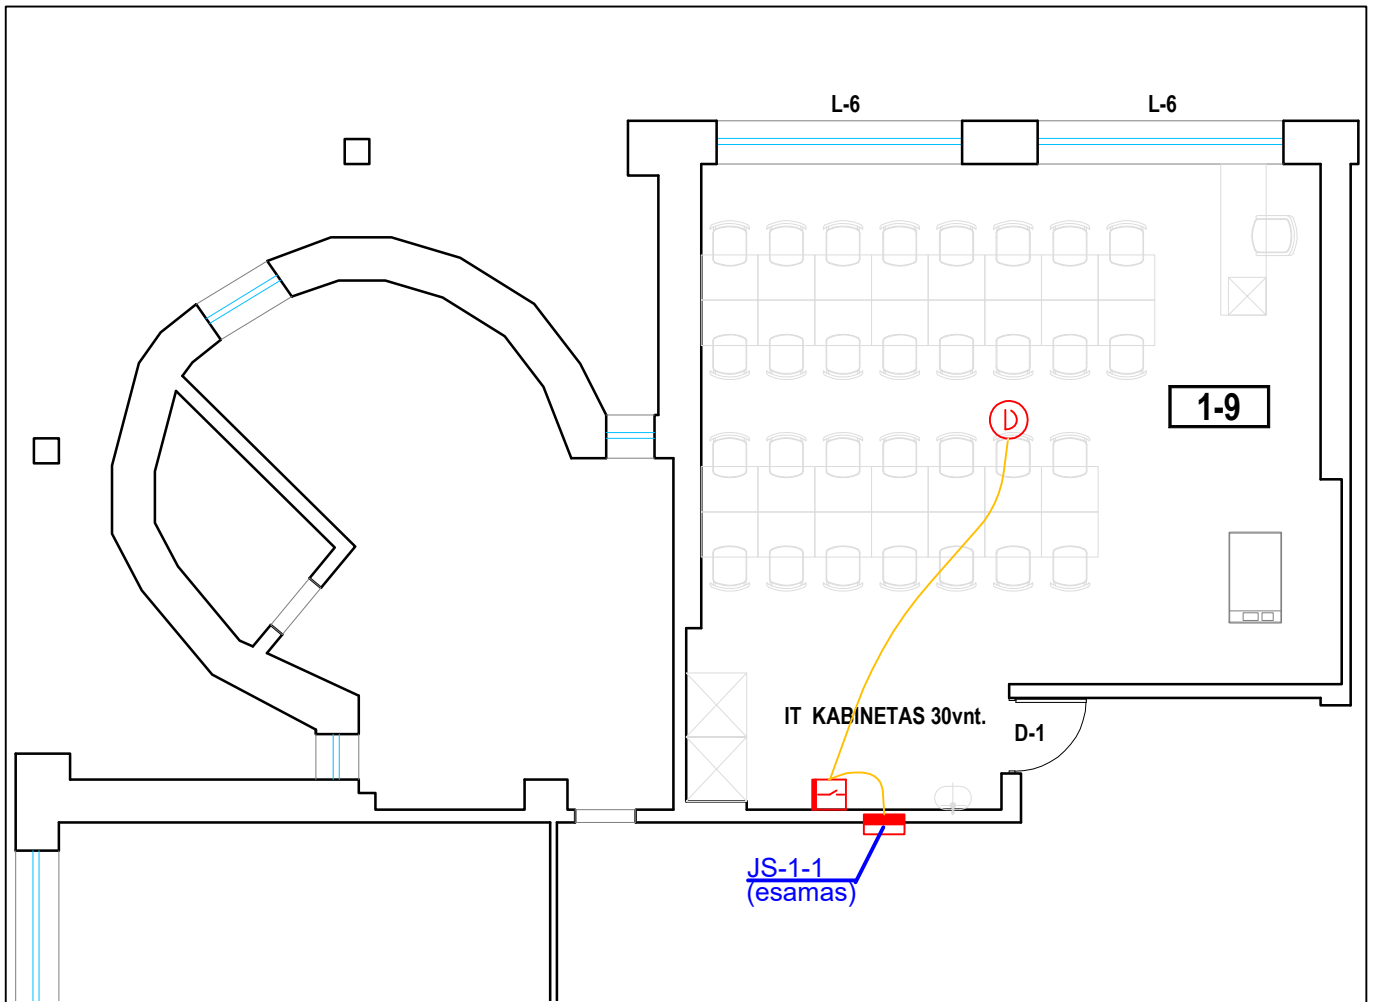 L-6
L-6
D
1-9
IT KABINETAS 30vnt.
D-1
JS-1-1
(esamas)